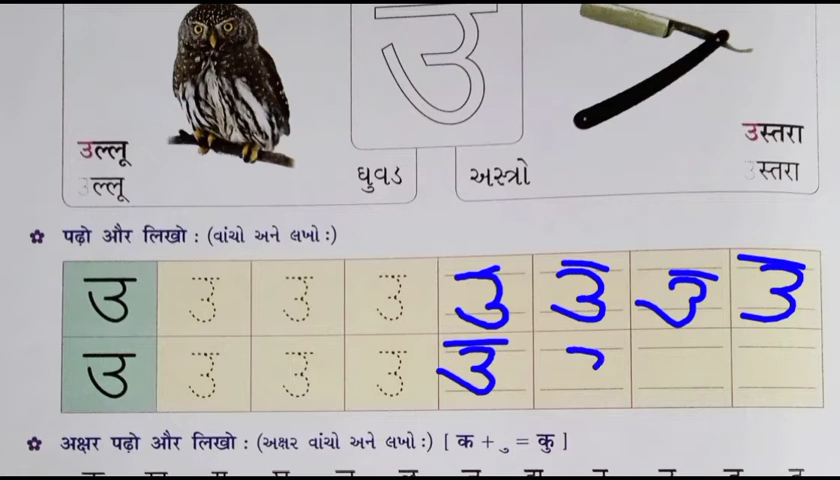 उ
उल्लू
उल्लू
ઘુવડ
અસ્ત્રો
उस्तरा
उस्तरा
पढ़ो और लिखो : (વાંચો અને લખો :)
उ उ उ उ उ उ उ उ
उ उ उ उ उ
अक्षर पढ़ो और लिखो : (અક્ષર વાંચો અને લખો :) [ क + ु = कु ]